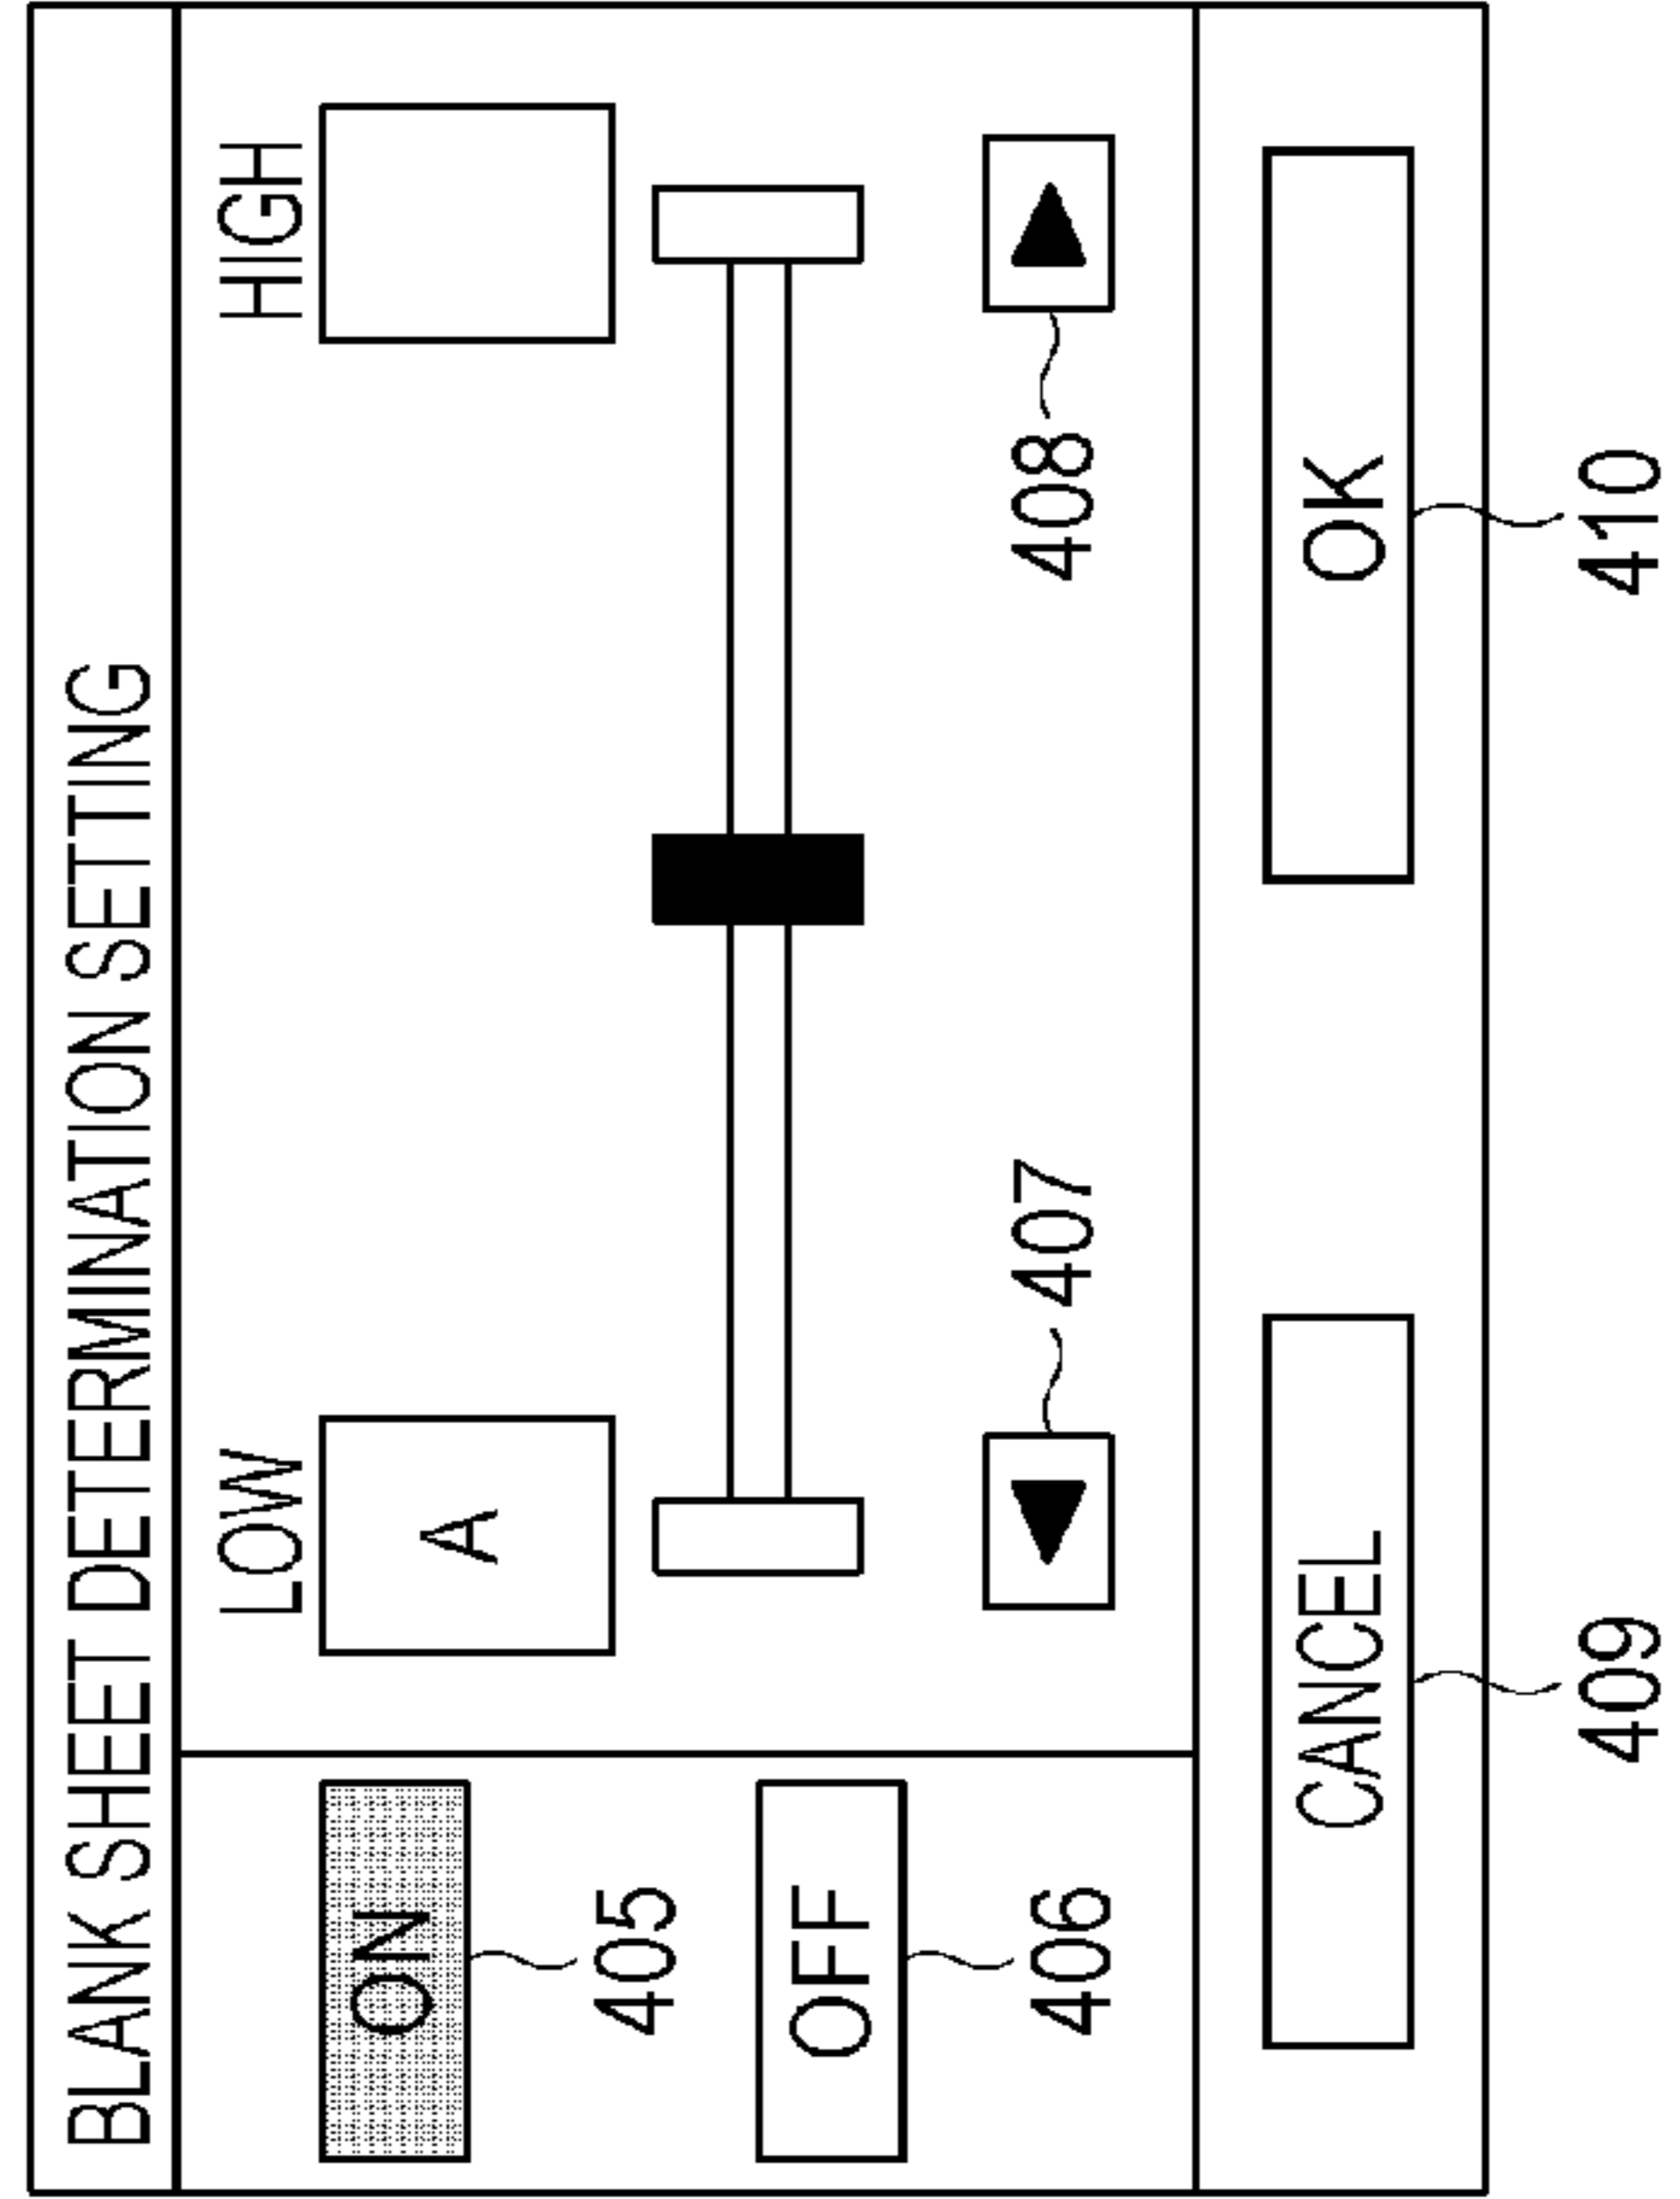 BLANK SHEET DETERMINATION SETTING
ON
405
OFF
406
LOW
HIGH
A
407
408
CANCEL
OK
409
410